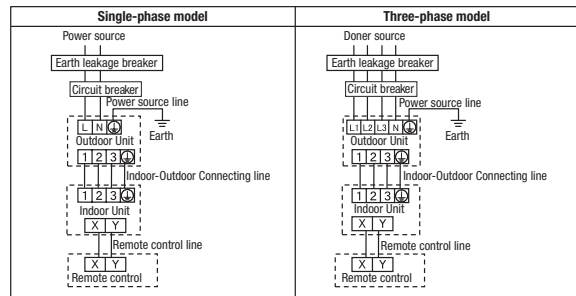 Single-phase model
Power source
Earth leakage breaker
Circuit breaker
Power source line
L N
Earth
Outdoor Unit
1 2 3
Indoor-Outdoor Connecting line
1 2 3
Indoor Unit
X Y
Remote control line
X Y
Remote control
Three-phase model
Doner source
Earth leakage breaker
Circuit breaker
Power source line
L1 L2 L3 N
Earth
Outdoor Unit
1 2 3
Indoor-Outdoor Connecting line
1 2 3
Indoor Unit
X Y
Remote control line
X Y
Remote control